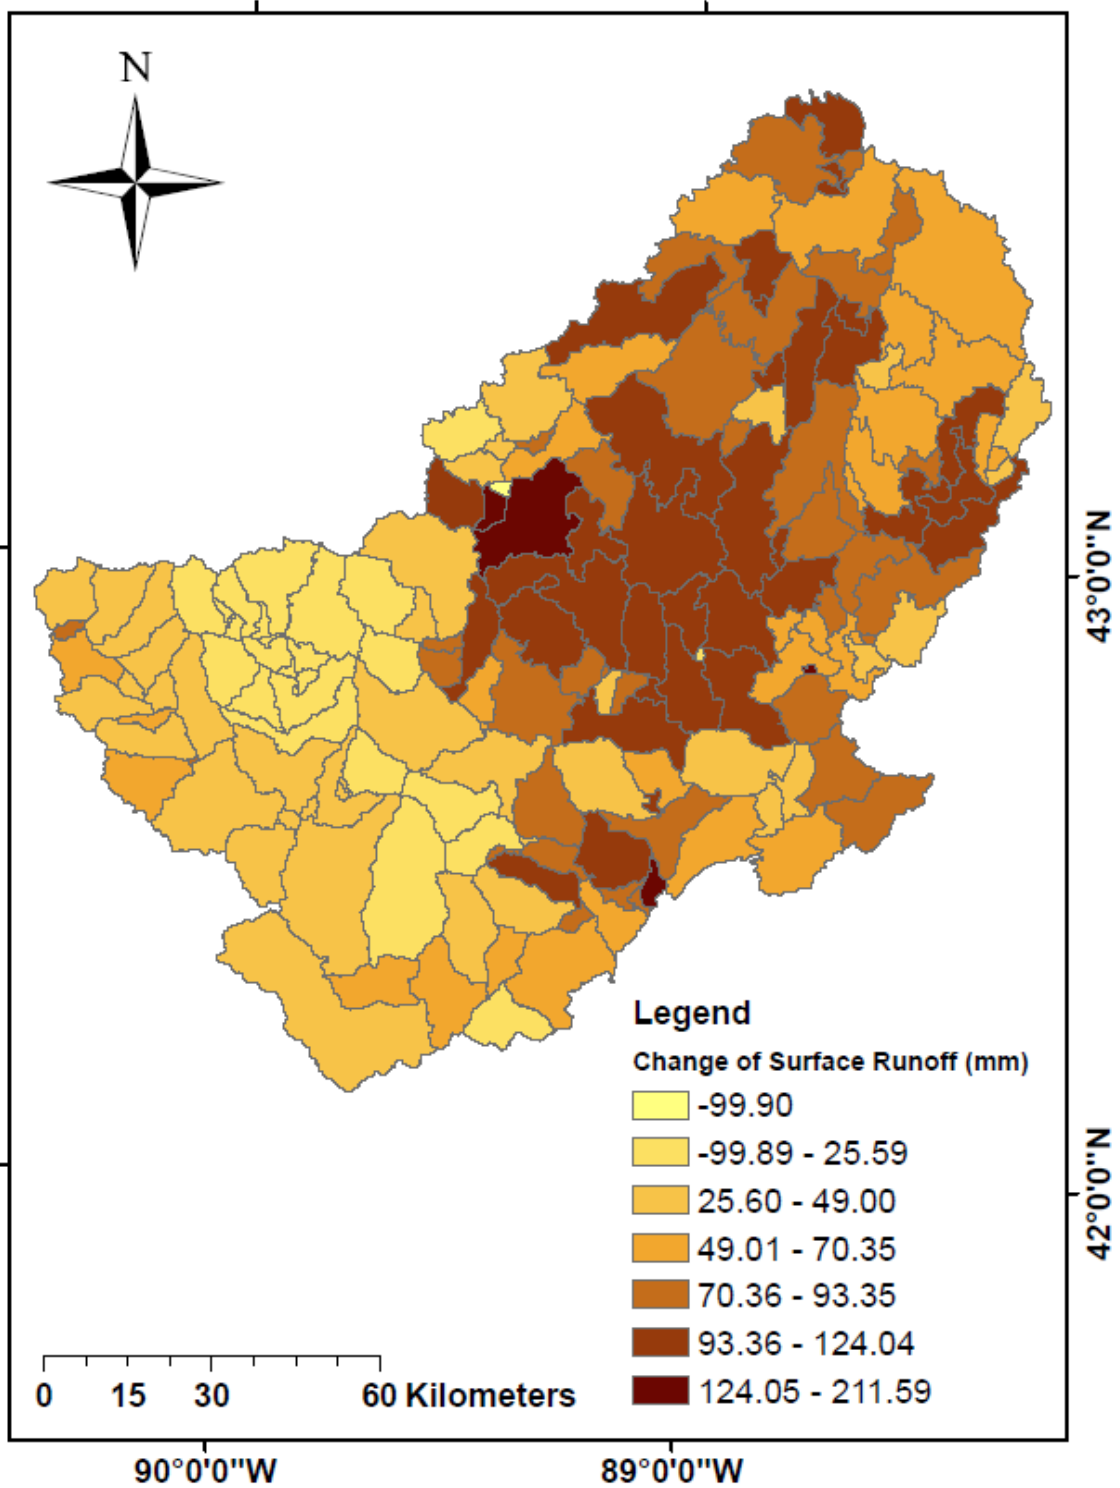 N
43°0'0"N
Legend
Change of Surface Runoff (mm)
-99.90
-99.89 - 25.59
25.60 - 49.00
49.01 - 70.35
70.36 - 93.35
93.36 - 124.04
124.05 - 211.59
42°0'0"N
0 15 30 60 Kilometers
90°0'0"W 89°0'0"W